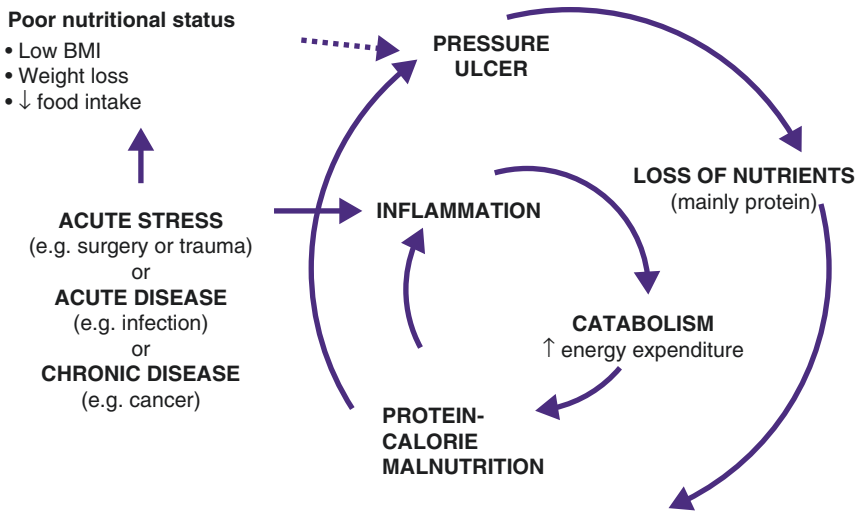 Poor nutritional status
• Low BMI
• Weight loss
• ↓ food intake
PRESSURE
ULCER
LOSS OF NUTRIENTS
(mainly protein)
INFLAMMATION
ACUTE STRESS
(e.g. surgery or trauma)
or
ACUTE DISEASE
(e.g. infection)
or
CHRONIC DISEASE
(e.g. cancer)
CATABOLISM
↑ energy expenditure
PROTEIN-
CALORIE
MALNUTRITION